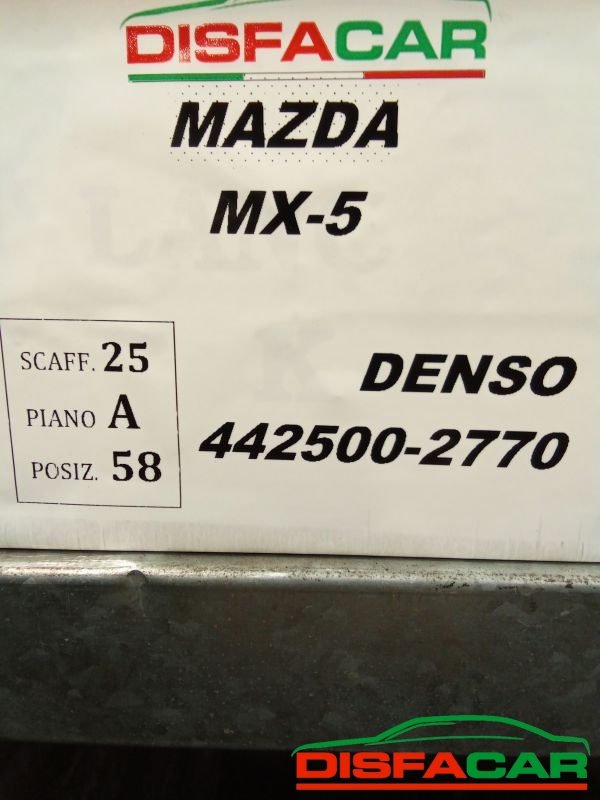 DISFACAR
MAZDA
MX-5
SCAFF. 25
PIANO A
POSIZ. 58
DENSO
442500-2770
DISFACAR